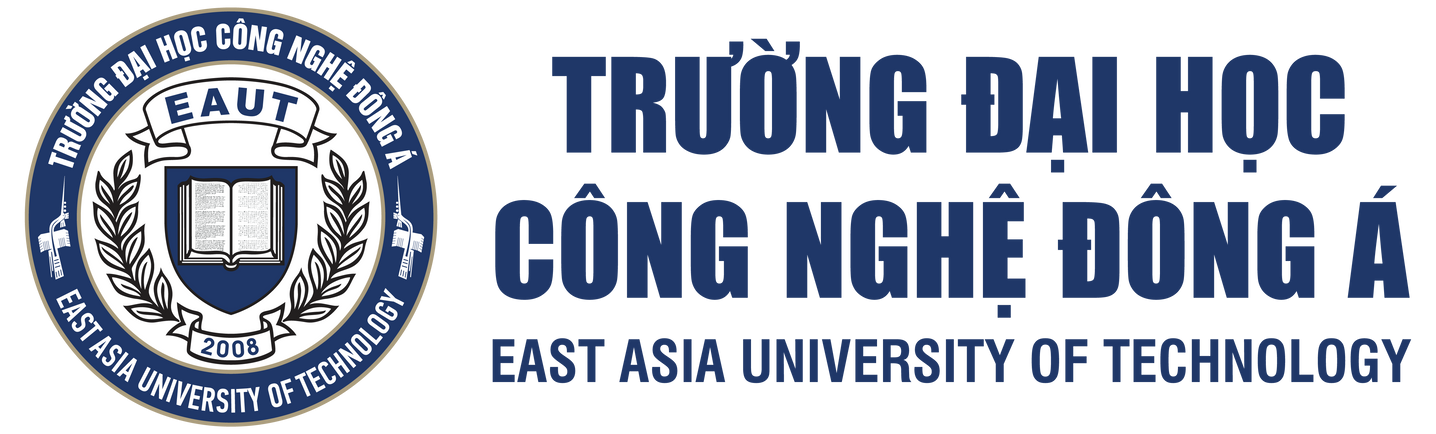 TRƯỜNG ĐẠI HỌC CÔNG NGHỆ ĐÔNG Á
EAUT
2008
EAST ASIA UNIVERSITY OF TECHNOLOGY
TRƯỜNG ĐẠI HỌC
CÔNG NGHỆ ĐÔNG Á
EAST ASIA UNIVERSITY OF TECHNOLOGY